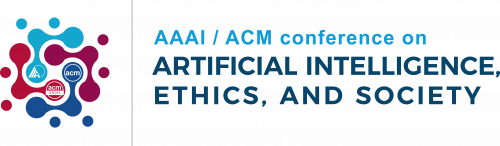 AAAI / ACM conference on
ARTIFICIAL INTELLIGENCE,
ETHICS, AND SOCIETY
acm
acm